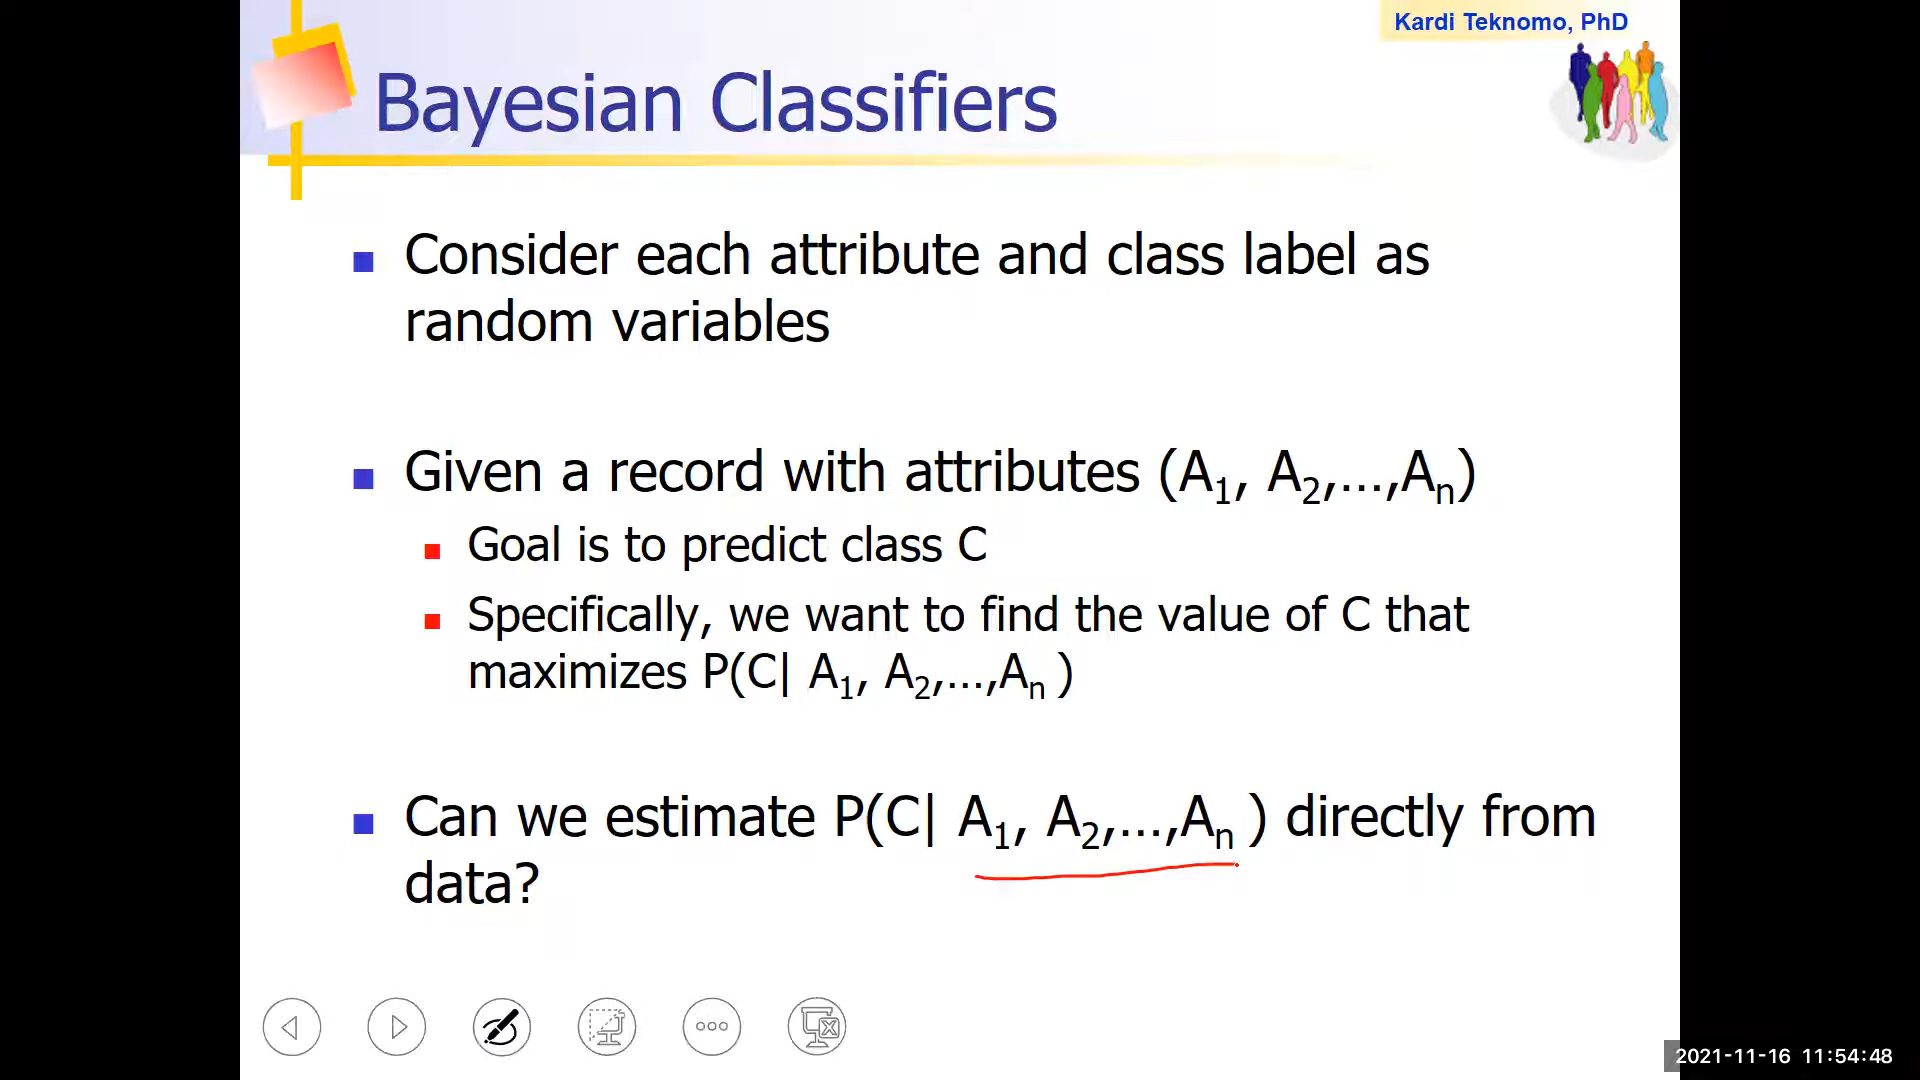 Kardi Teknomo, PhD
Bayesian Classifiers
Consider each attribute and class label as
random variables
Given a record with attributes (A₁, A₂,…,Aₙ)
Goal is to predict class C
Specifically, we want to find the value of C that
maximizes P(C| A₁, A₂,…,Aₙ )
Can we estimate P(C| A₁, A₂,…,Aₙ ) directly from
data?
2021-11-16 11:54:48